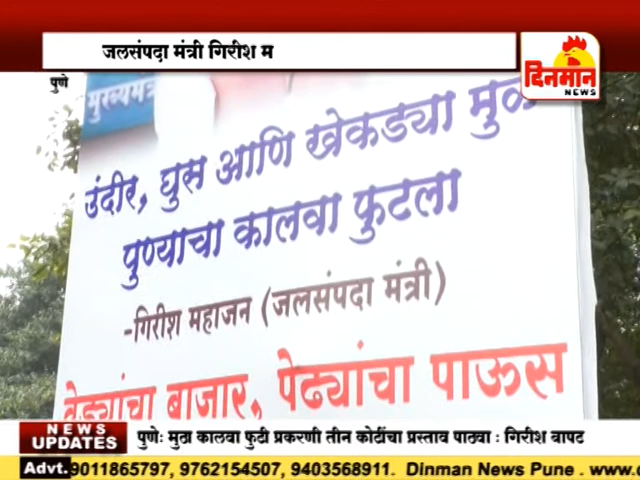 जलसंपदा मंत्री गिरीश म
दिनमान
NEWS
पुणे
मुख्यमंत्र
उंदीर, घुस आणि खेकड्या मुळ
पुण्याचा कालवा फुटला
-गिरीश महाजन (जलसंपदा मंत्री)
वेड्यांचा बाजार, पेढ्यांचा पाऊस
NEWS
UPDATES
पुणेः मुठा कालवा फुटी प्रकरणी तीन कोटींचा प्रस्ताव पाठवा : गिरीश बापट
Advt. 9011865797, 9762154507, 9403568911. Dinman News Pune . www.d